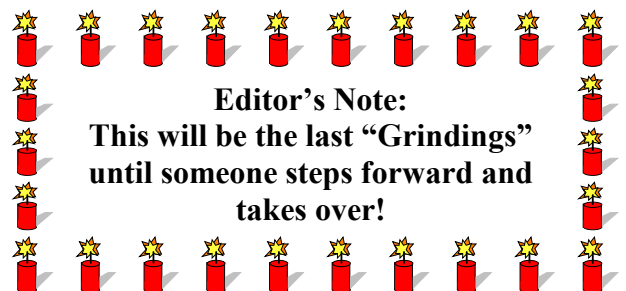 Editor’s Note:
This will be the last “Grindings”
until someone steps forward and
takes over!